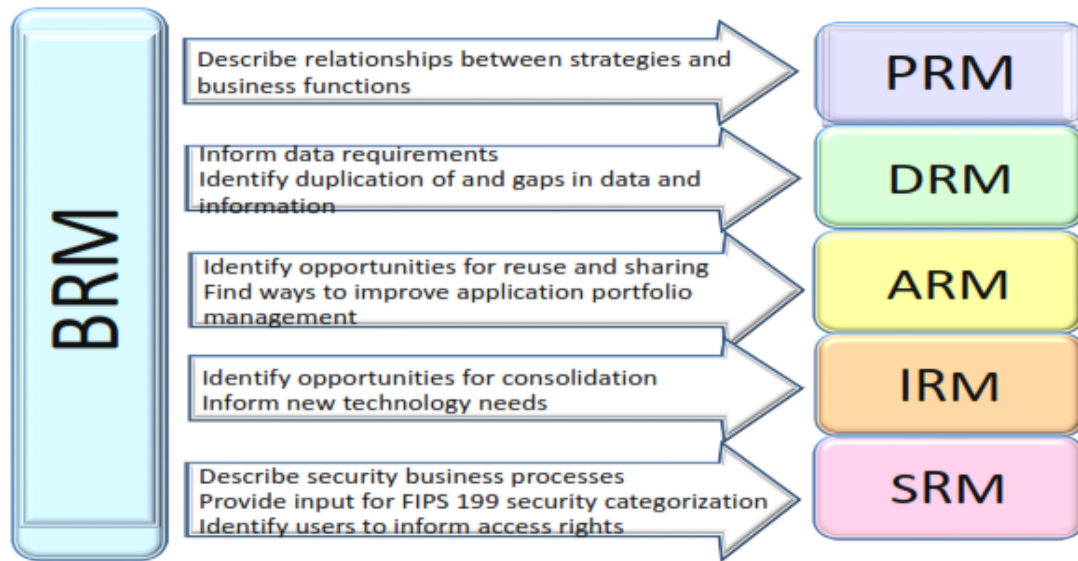 BRM
Describe relationships between strategies and
business functions
PRM
Inform data requirements
Identify duplication of and gaps in data and
information
DRM
Identify opportunities for reuse and sharing
Find ways to improve application portfolio
management
ARM
Identify opportunities for consolidation
Inform new technology needs
IRM
Describe security business processes
Provide input for FIPS 199 security categorization
Identify users to inform access rights
SRM